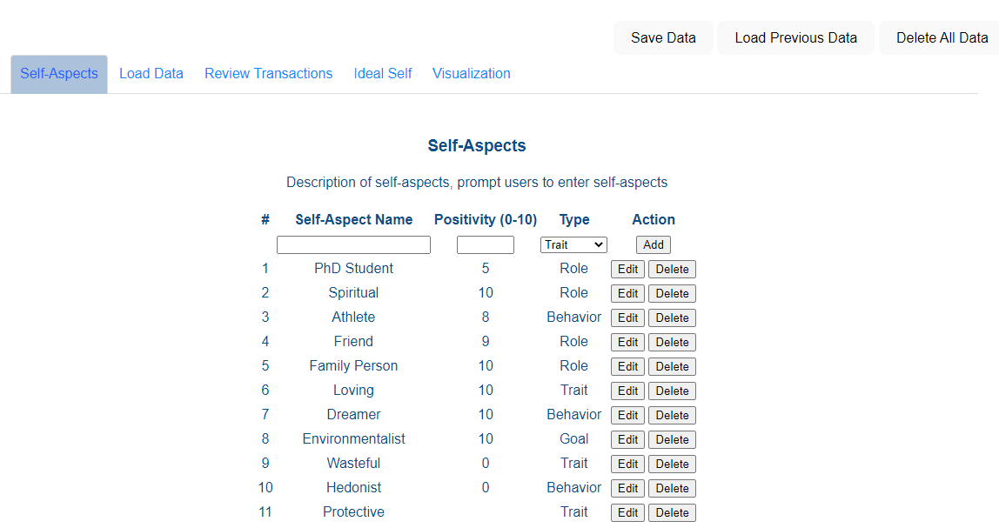 Save Data Load Previous Data Delete All Data
Self-Aspects Load Data Review Transactions Ideal Self Visualization
Self-Aspects
Description of self-aspects, prompt users to enter self-aspects
# Self-Aspect Name Positivity (0-10) Type Action
Trait Add
1 PhD Student 5 Role Edit Delete
2 Spiritual 10 Role Edit Delete
3 Athlete 8 Behavior Edit Delete
4 Friend 9 Role Edit Delete
5 Family Person 10 Role Edit Delete
6 Loving 10 Trait Edit Delete
7 Dreamer 10 Behavior Edit Delete
8 Environmentalist 10 Goal Edit Delete
9 Wasteful 0 Trait Edit Delete
10 Hedonist 0 Behavior Edit Delete
11 Protective Trait Edit Delete